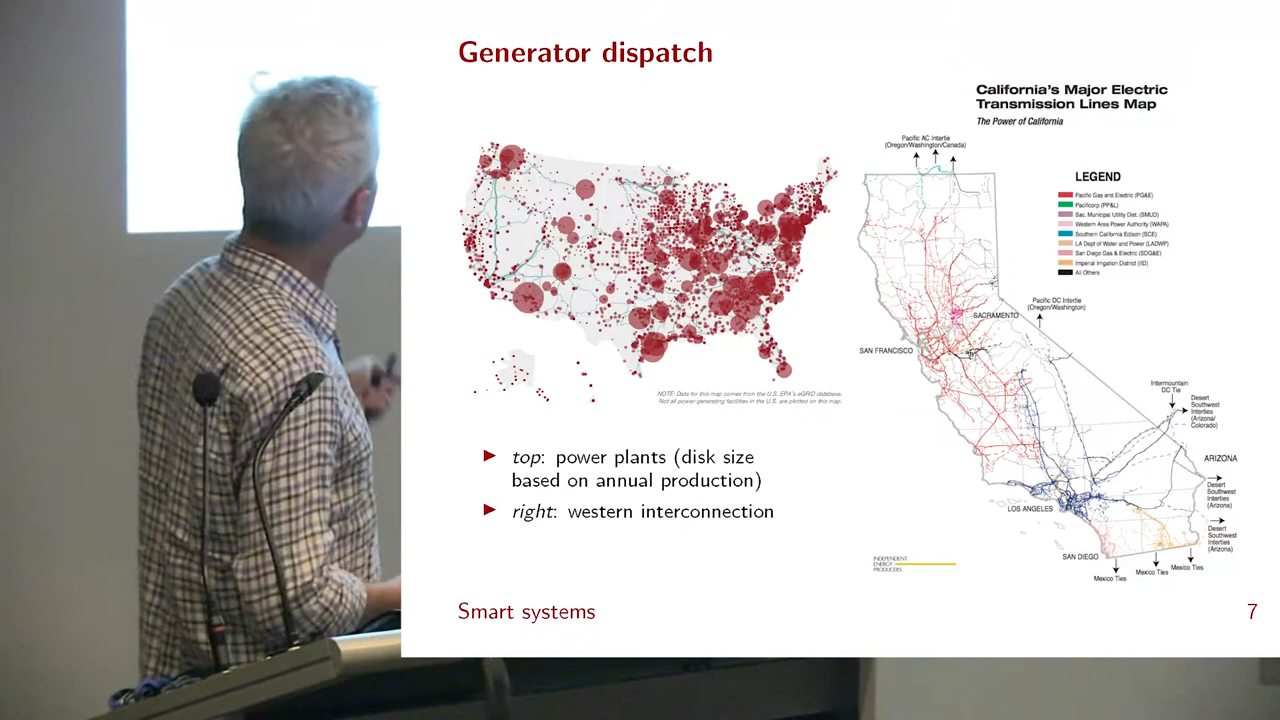 Generator dispatch
California's Major Electric
Transmission Lines Map
The Power of California
Pacific AC Intertie
(Oregon/Washington/Canada)
LEGEND
Pacific Gas and Electric (PG&E)
Pacificorp (PP&L)
Sac. Municipal Utility Dist. (SMUD)
Western Area Power Authority (WAPA)
Southern California Edison (SCE)
LA Dept of Water and Power (LADWP)
San Diego Gas & Electric (SDG&E)
Imperial Irrigation District (IID)
All Others
Pacific DC Intertie
(Oregon/Washington)
SACRAMENTO
SAN FRANCISCO
Intermountain
DC Tie
Desert
Southwest
Interties
(Arizona/
Colorado)
ARIZONA
Desert
Southwest
Interties
(Arizona)
LOS ANGELES
Desert
Southwest
Interties
(Arizona)
SAN DIEGO
Mexico Ties
Mexico Ties
Mexico Ties
NOTE: Data for this map comes from the U.S. EPA's eGRID database.
Not all power-generating facilities in the U.S. are plotted on this map.
top: power plants (disk size
based on annual production)
right: western interconnection
INDEPENDENT
ENERGY
PRODUCERS
Smart systems
7